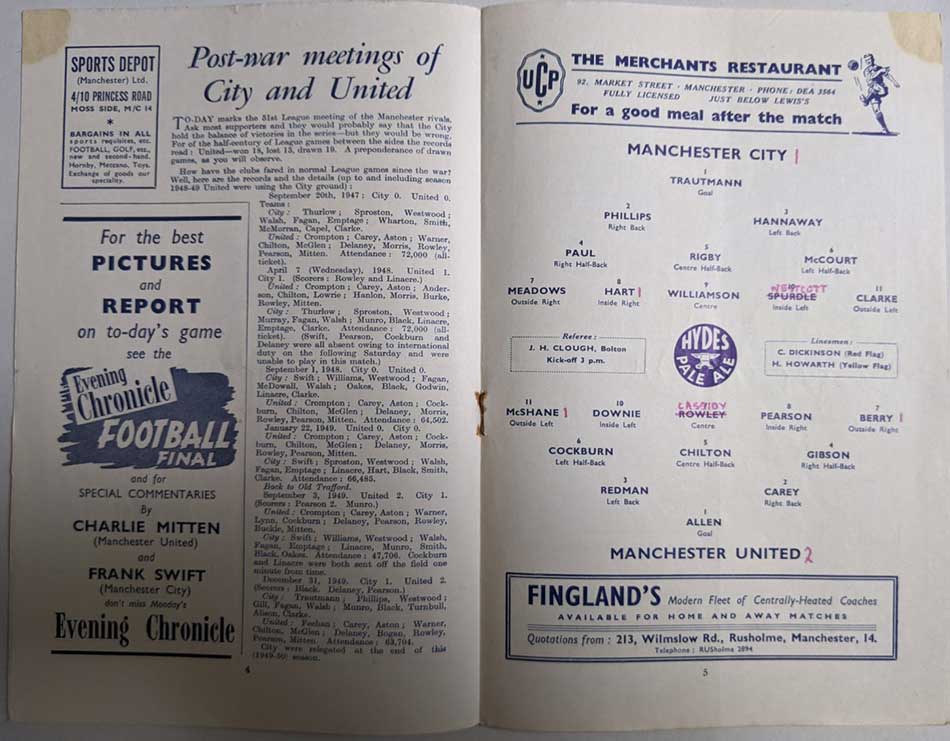 SPORTS DEPOT
(Manchester) Ltd.
4/10 PRINCESS ROAD
MOSS SIDE, M/C 14
*
BARGAINS IN ALL
sports requisites, etc.
FOOTBALL, GOLF, etc.,
new and second-hand.
Hornby, Meccano, Toys.
Exchange of goods our
speciality.
For the best
PICTURES
and
REPORT
on to-day's game
see the
Evening
Chronicle
FOOTBALL
FINAL
and for
SPECIAL COMMENTARIES
By
CHARLIE MITTEN
(Manchester United)
and
FRANK SWIFT
(Manchester City)
don't miss Monday's
Evening Chronicle
Post-war meetings of
City and United
TO-DAY marks the 51st League meeting of the Manchester rivals.
Ask most supporters and they would probably say that the City
hold the balance of victories in the series—but they would be wrong.
For of the half-century of League games between the sides the records
read: United—won 18, lost 13, drawn 19. A preponderance of drawn
games, as you will observe.
How have the clubs fared in normal League games since the war?
Well, here are the records and the details (up to and including season
1948-49 United were using the City ground):
September 20th, 1947: City 0. United 0.
Teams:
City: Thurlow; Sproston, Westwood;
Walsh, Fagan, Emptage; Wharton, Smith,
McMorran, Capel, Clarke.
United: Crompton; Carey, Aston; Warner,
Chilton, McGlen; Delaney, Morris, Rowley,
Pearson, Mitten. Attendance: 72,000 (all-
ticket).
April 7 (Wednesday), 1948. United 1.
City 1. (Scorers: Rowley and Linacre.)
United: Crompton; Carey, Aston; Ander-
son, Chilton, Lowrie; Hanlon, Morris, Burke,
Rowley, Mitten.
City: Thurlow; Sproston, Westwood;
Murray, Fagan, Walsh; Munro, Black, Linacre,
Emptage, Clarke. Attendance: 72,000 (all-
ticket). (Swift, Pearson, Cockburn and
Delaney were all absent owing to international
duty on the following Saturday and were
unable to play in this match.)
September 1, 1948. City 0. United 0.
City: Swift; Williams, Westwood; Fagan,
McDowall, Walsh; Oakes, Black, Godwin,
Linacre, Clarke.
United: Crompton; Carey, Aston; Cock-
burn, Chilton, McGlen; Delaney, Morris,
Rowley, Pearson, Mitten. Attendance: 64,502.
January 22, 1949. United 0. City 0.
United: Crompton; Carey, Aston; Cock-
burn, Chilton, McGlen; Delaney, Morris,
Rowley, Pearson, Mitten.
City: Swift; Sproston, Westwood; Walsh,
Fagan, Emptage; Linacre, Hart, Black, Smith,
Clarke. Attendance: 66,485.
Back to Old Trafford.
September 3, 1949. United 2. City 1.
(Scorers: Pearson 2. Munro.)
United: Crompton; Carey, Aston; Warner,
Lynn, Cockburn; Delaney, Pearson, Rowley,
Buckle, Mitten.
City: Swift; Williams, Westwood; Walsh,
Fagan, Emptage; Linacre, Munro, Smith,
Black, Oakes. Attendance: 47,706. Cockburn
and Linacre were both sent off the field one
minute from time.
December 31, 1949. City 1. United 2.
(Scorers: Black. Delaney, Pearson.)
City: Trautmann; Phillips, Westwood;
Gill, Fagan, Walsh; Munro, Black, Turnbull,
Alison, Clarke.
United: Feehan; Carey, Aston; Warner,
Chilton, McGlen; Delaney, Bogan, Rowley,
Pearson, Mitten. Attendance: 63,704.
City were relegated at the end of this
(1949-50) season.
4
UCP
THE MERCHANTS RESTAURANT
92, MARKET STREET · MANCHESTER · PHONE: DEA 3564
FULLY LICENSED JUST BELOW LEWIS'S
For a good meal after the match
MANCHESTER CITY 1
1
TRAUTMANN
Goal
2 3
PHILLIPS HANNAWAY
Right Back Left Back
4 5 6
PAUL RIGBY McCOURT
Right Half-Back Centre Half-Back Left Half-Back
7 8 9 10 11
WESTCOTT
MEADOWS HART 1 WILLIAMSON SPURDLE CLARKE
Outside Right Inside Right Centre Inside Left Outside Left
Referee:
J. H. CLOUGH, Bolton
Kick-off 3 p.m.
HYDES
PALE ALE
Linesmen:
C. DICKINSON (Red Flag)
H. HOWARTH (Yellow Flag)
11 10 8 7
CASSIDY
McSHANE 1 DOWNIE ROWLEY PEARSON BERRY 1
Outside Left Inside Left Centre Inside Right Outside Right
6 5 4
COCKBURN CHILTON GIBSON
Left Half-Back Centre Half-Back Right Half-Back
3 2
REDMAN CAREY
Left Back Right Back
1
ALLEN
Goal
MANCHESTER UNITED 2
FINGLAND'S Modern Fleet of Centrally-Heated Coaches
AVAILABLE FOR HOME AND AWAY MATCHES
Quotations from: 213, Wilmslow Rd., Rusholme, Manchester, 14.
Telephone: RUSholme 2094
5